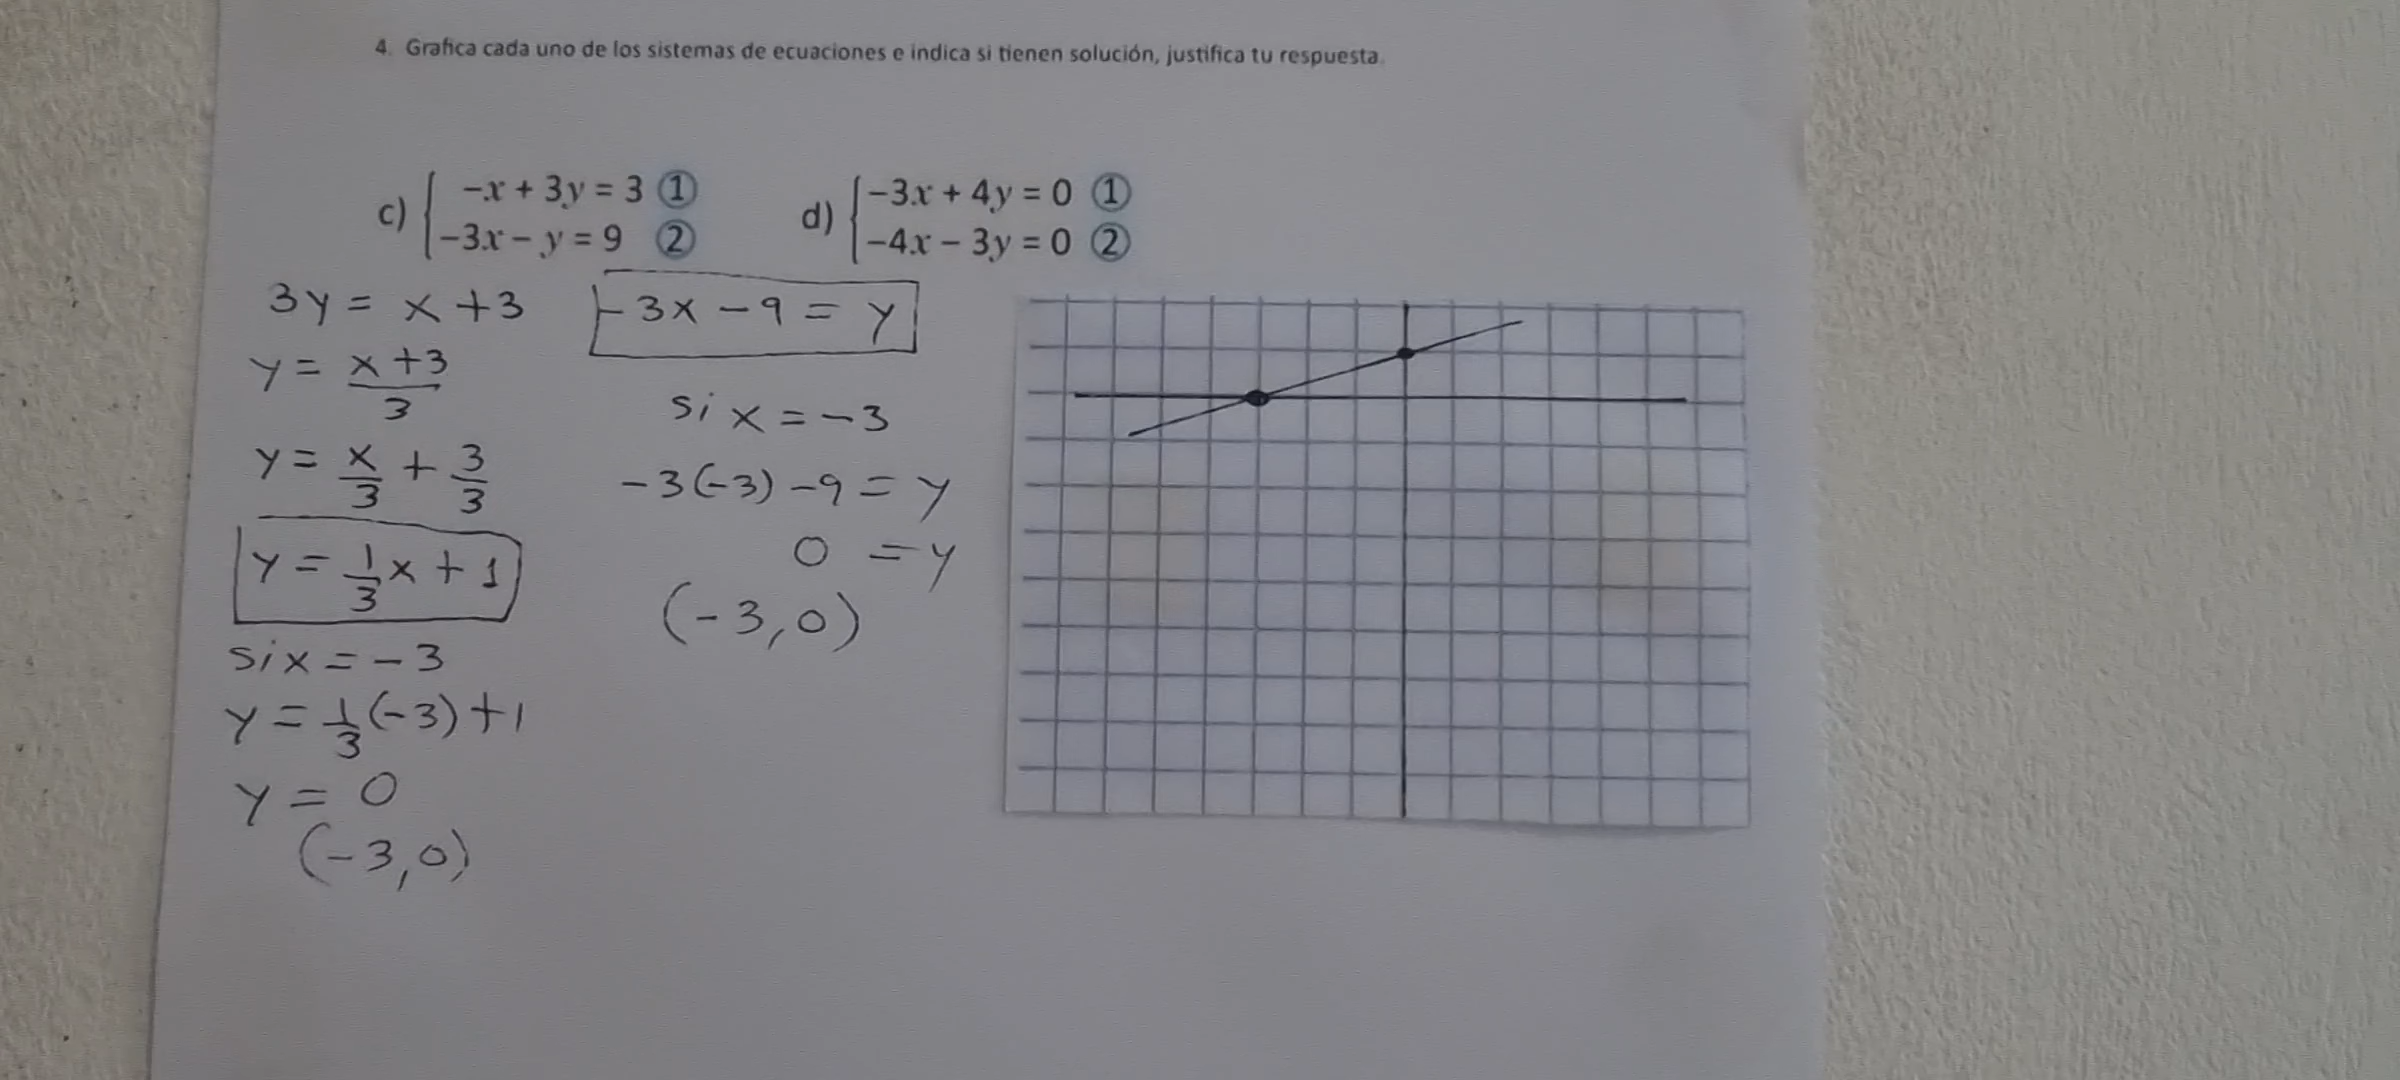 4. Grafica cada uno de los sistemas de ecuaciones e indica si tienen solución, justifica tu respuesta.
c) { -x + 3y = 3 ①
-3x - y = 9 ②
d) { -3x + 4y = 0 ①
-4x - 3y = 0 ②
3y = x + 3
y = x + 3 / 3
y = x/3 + 3/3
y = 1/3 x + 1
si x = -3
y = 1/3 (-3) + 1
y = 0
(-3, 0)
-3x - 9 = y
si x = -3
-3(-3) - 9 = y
0 = y
(-3, 0)